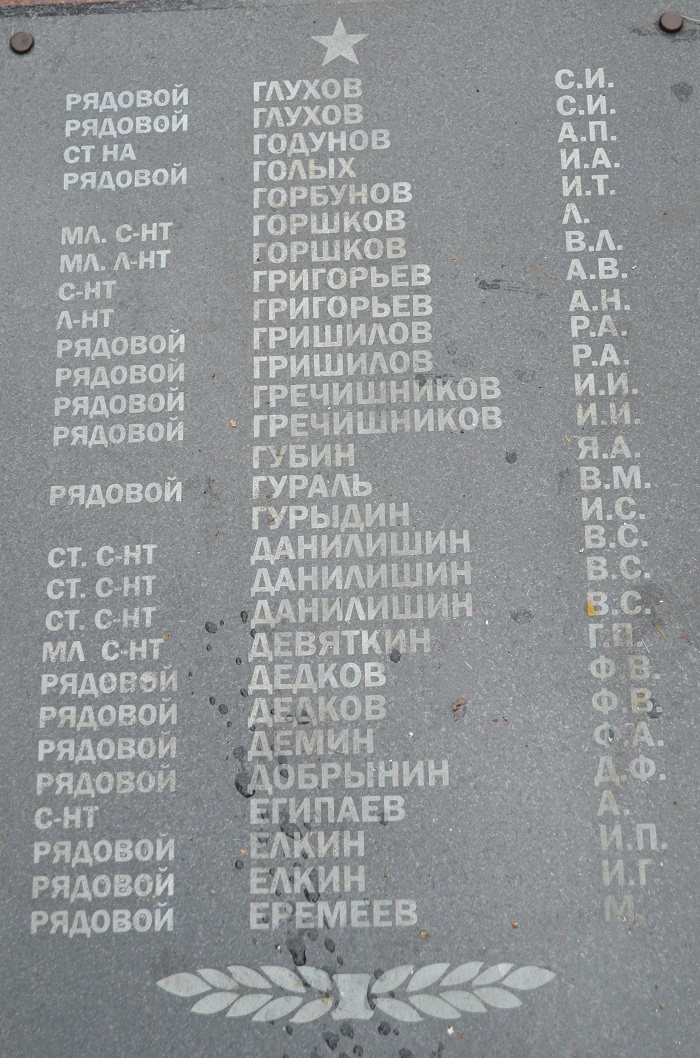 РЯДОВОЙ ГЛУХОВ С.И.
РЯДОВОЙ ГЛУХОВ С.И.
СТ НА ГОДУНОВ А.П.
РЯДОВОЙ ГОЛЫХ И.А.
ГОРБУНОВ И.Т.
МЛ. С-НТ ГОРШКОВ Л.
МЛ. Л-НТ ГОРШКОВ В.Л.
С-НТ ГРИГОРЬЕВ А.В.
Л-НТ ГРИГОРЬЕВ А.Н.
РЯДОВОЙ ГРИШИЛОВ Р.А.
РЯДОВОЙ ГРИШИЛОВ Р.А.
РЯДОВОЙ ГРЕЧИШНИКОВ И.И.
РЯДОВОЙ ГРЕЧИШНИКОВ И.И.
ГУБИН Я.А.
РЯДОВОЙ ГУРАЛЬ В.М.
ГУРЫДИН И.С.
СТ. С-НТ ДАНИЛИШИН В.С.
СТ. С-НТ ДАНИЛИШИН В.С.
СТ. С-НТ ДАНИЛИШИН В.С.
МЛ С-НТ ДЕВЯТКИН Г.П.
РЯДОВОЙ ДЕДКОВ Ф.В.
РЯДОВОЙ ДЕДКОВ Ф.В.
РЯДОВОЙ ДЕМИН Ф.А.
РЯДОВОЙ ДОБРЫНИН Д.Ф.
С-НТ ЕГИПАЕВ А.
РЯДОВОЙ ЕЛКИН И.П.
РЯДОВОЙ ЕЛКИН И.Г
РЯДОВОЙ ЕРЕМЕЕВ М.